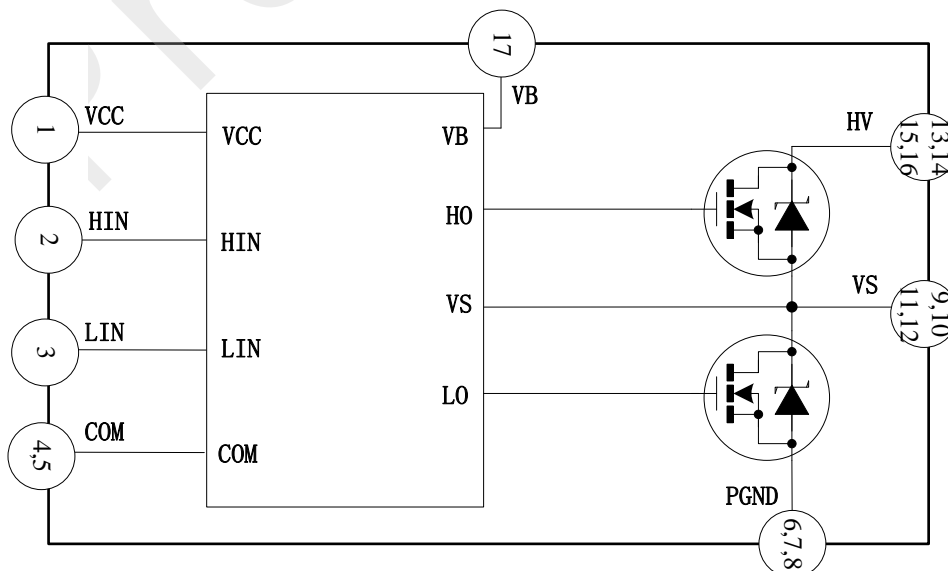 17
VB
1
VCC
VCC
VB
HV
13,14
15,16
2
HIN
HIN
HO
VS
VS
9,10
11,12
3
LIN
LIN
LO
4,5
COM
COM
PGND
6,7,8